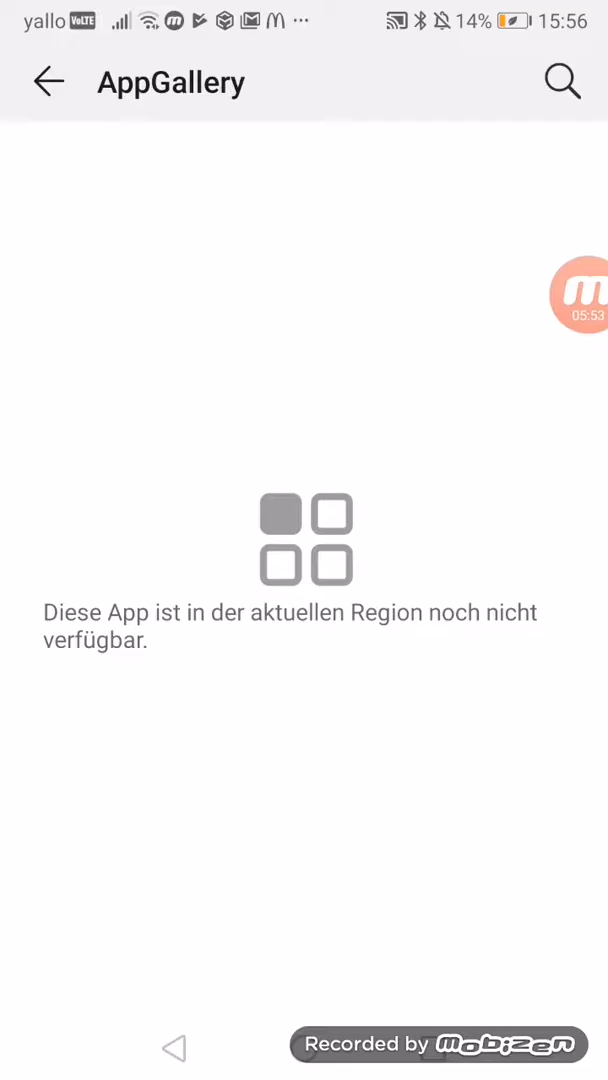 yallo VoLTE 14% 15:56
AppGallery
m
05:53
Diese App ist in der aktuellen Region noch nicht
verfügbar.
Recorded by mobizen